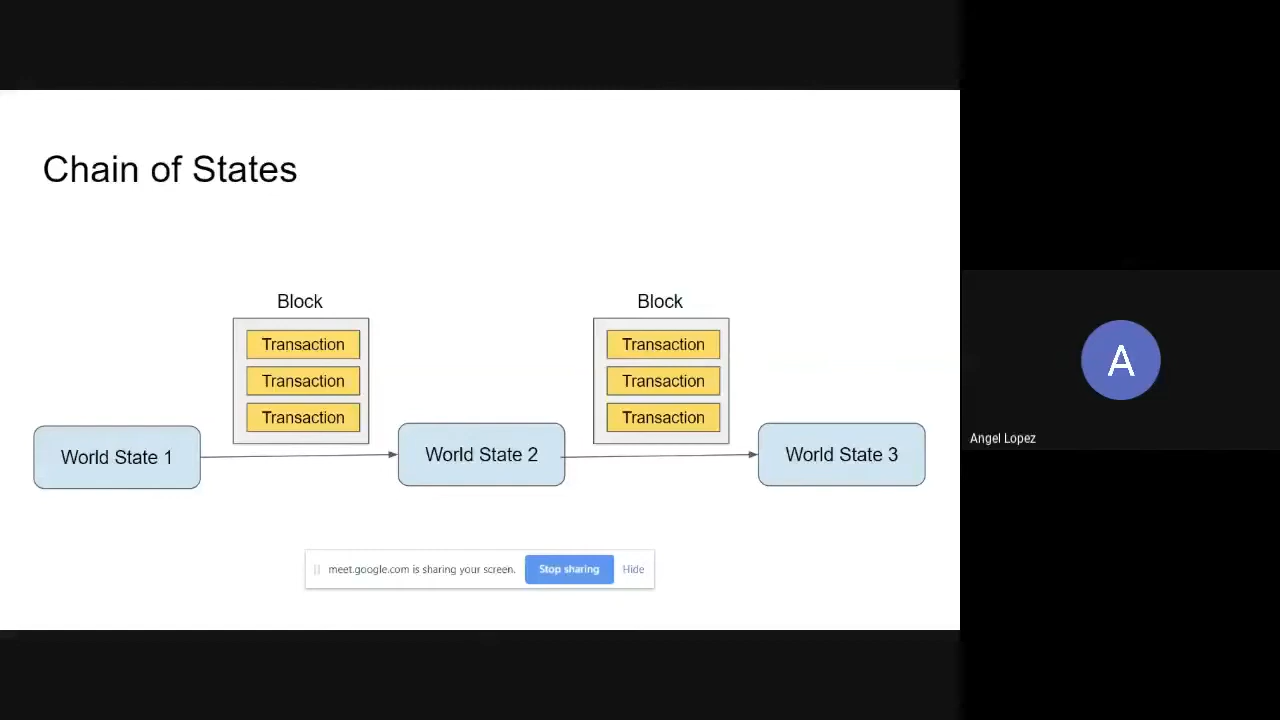 Chain of States
Block
Block
Transaction
Transaction
Transaction
Transaction
Transaction
Transaction
World State 1
World State 2
World State 3
meet.google.com is sharing your screen.
Stop sharing
Hide
A
Angel Lopez